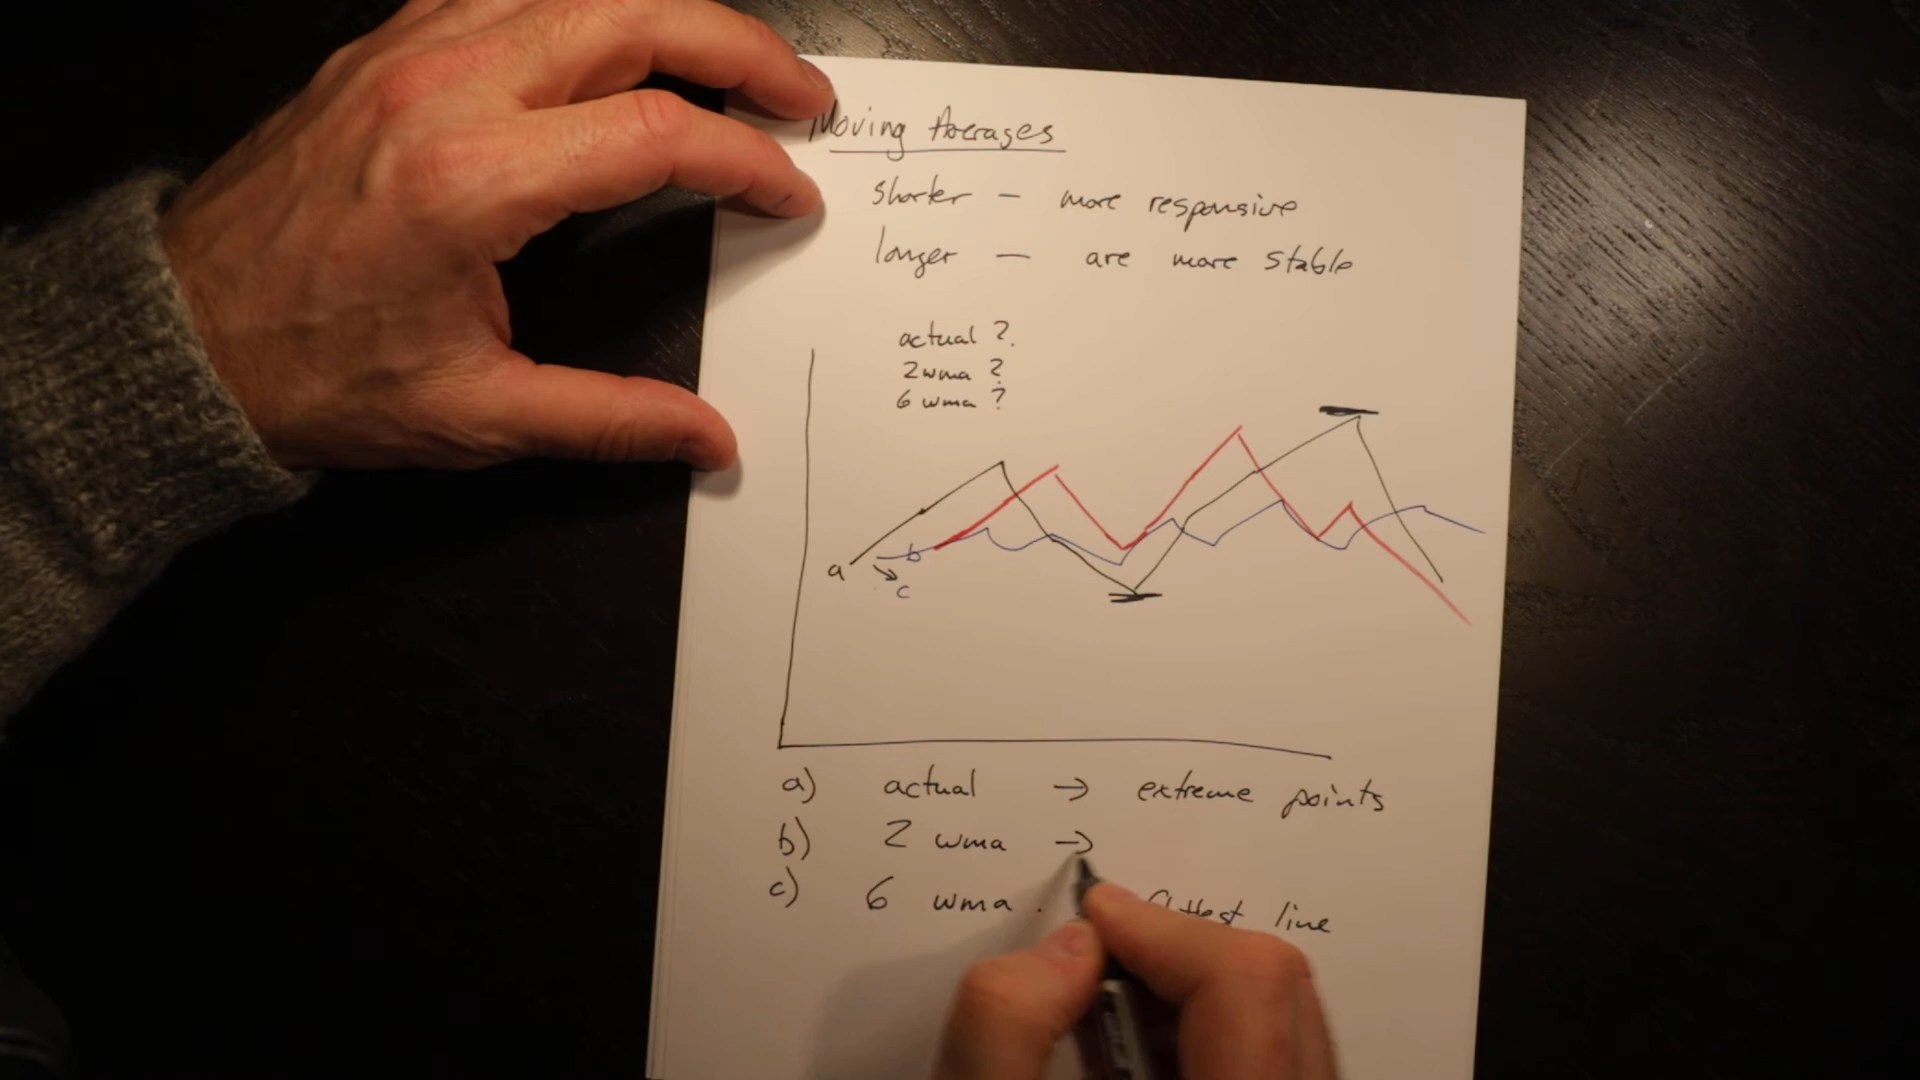 Moving Averages
shorter — more responsive
longer — are more stable
actual ?.
2wma ?
6 wma ?
a b
c
a) actual → extreme points
b) 2 wma →
c) 6 wma. flattest line